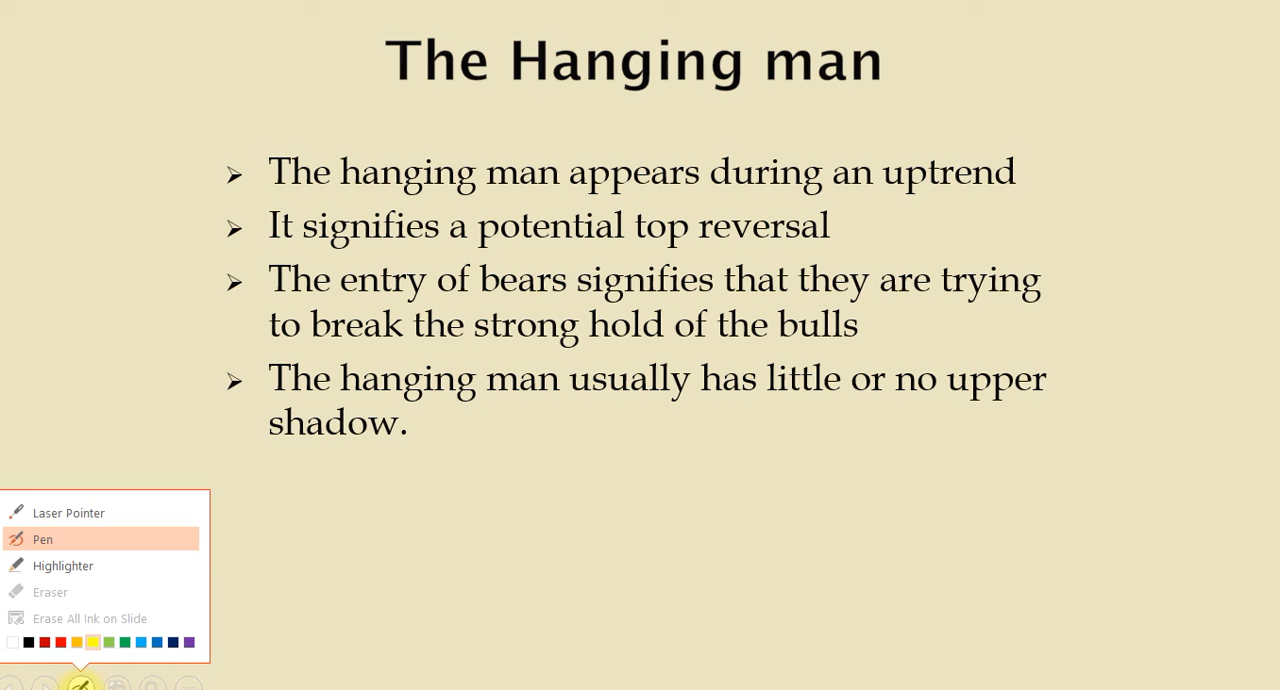 The Hanging man
➢ The hanging man appears during an uptrend
➢ It signifies a potential top reversal
➢ The entry of bears signifies that they are trying
to break the strong hold of the bulls
➢ The hanging man usually has little or no upper
shadow.
Laser Pointer
Pen
Highlighter
Eraser
Erase All Ink on Slide